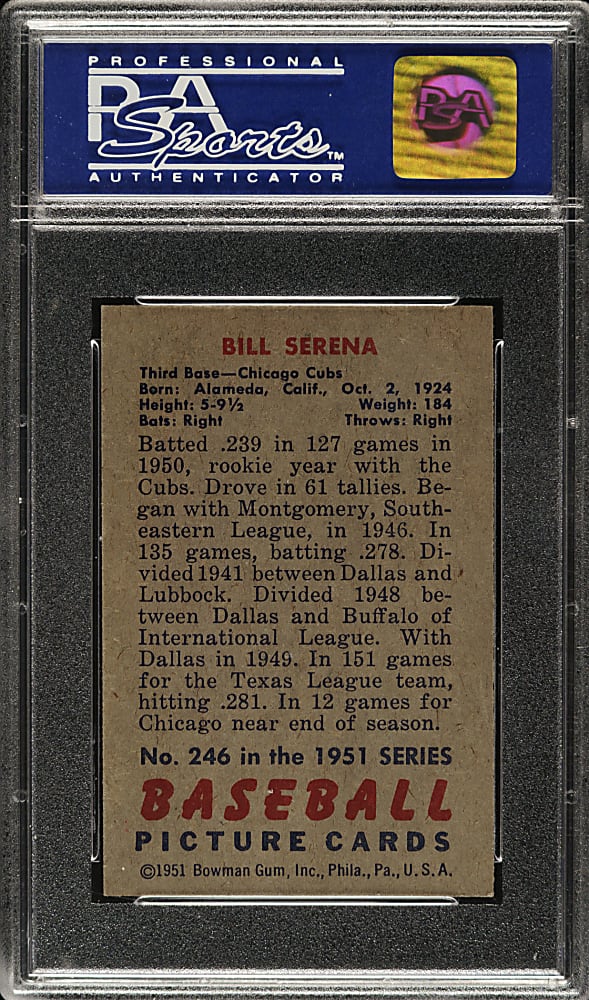 PROFESSIONAL
PSA
Sports™
AUTHENTICATOR
PSA
BILL SERENA
Third Base—Chicago Cubs
Born: Alameda, Calif., Oct. 2, 1924
Height: 5-9½ Weight: 184
Bats: Right Throws: Right
Batted .239 in 127 games in
1950, rookie year with the
Cubs. Drove in 61 tallies. Be-
gan with Montgomery, South-
eastern League, in 1946. In
135 games, batting .278. Di-
vided 1941 between Dallas and
Lubbock. Divided 1948 be-
tween Dallas and Buffalo of
International League. With
Dallas in 1949. In 151 games
for the Texas League team,
hitting .281. In 12 games for
Chicago near end of season.
No. 246 in the 1951 SERIES
BASEBALL
PICTURE CARDS
©1951 Bowman Gum, Inc., Phila., Pa., U.S.A.